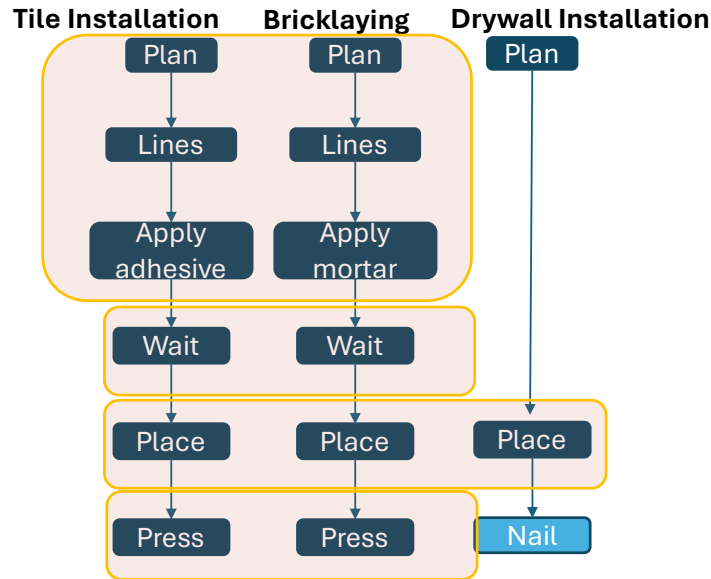 Tile Installation
Bricklaying
Drywall Installation
Plan
Plan
Plan
Lines
Lines
Apply
adhesive
Apply
mortar
Wait
Wait
Place
Place
Place
Press
Press
Nail